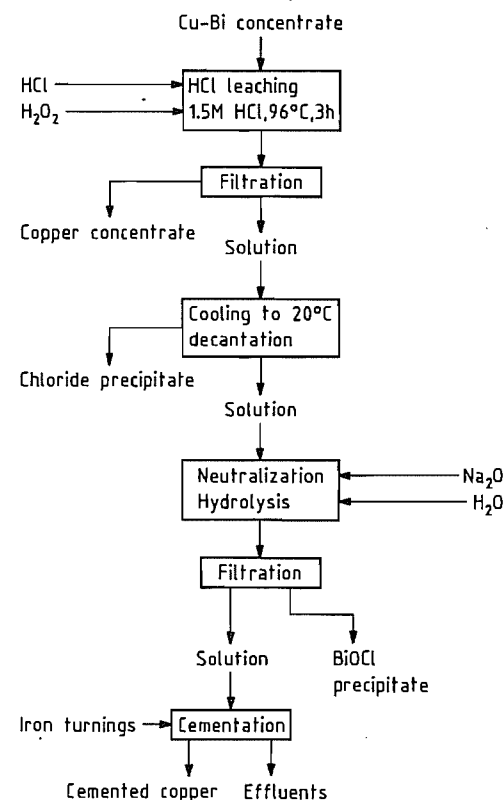 Cu-Bi concentrate
HCl
H₂O₂
HCl leaching
1.5M HCl, 96°C, 3h
Filtration
Copper concentrate
Solution
Cooling to 20°C
decantation
Chloride precipitate
Solution
Neutralization
Hydrolysis
Na₂O
H₂O
Filtration
Solution
BiOCl
precipitate
Iron turnings
Cementation
Cemented copper
Effluents